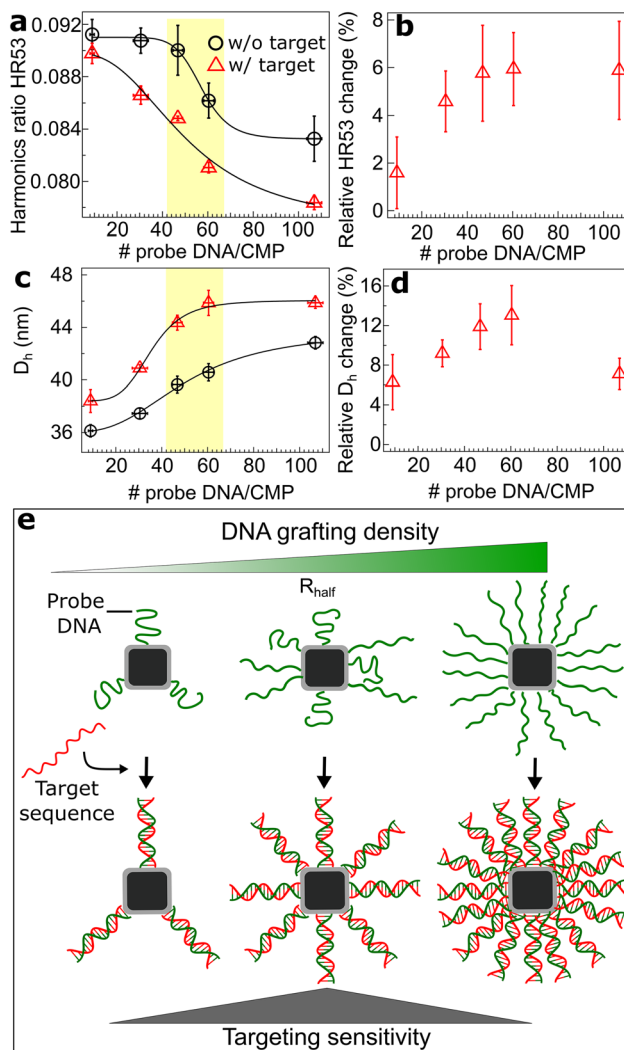 a
Harmonics ratio HR53
0.092
0.088
0.084
0.080
w/o target
w/ target
20 40 60 80 100
# probe DNA/CMP
b
Relative HR53 change (%)
8
6
4
2
0
20 40 60 80 100
# probe DNA/CMP
c
D_h (nm)
48
44
40
36
20 40 60 80 100
# probe DNA/CMP
d
Relative D_h change (%)
16
12
8
4
0
20 40 60 80 100
# probe DNA/CMP
e
DNA grafting density
R_half
Probe
DNA
Target
sequence
Targeting sensitivity